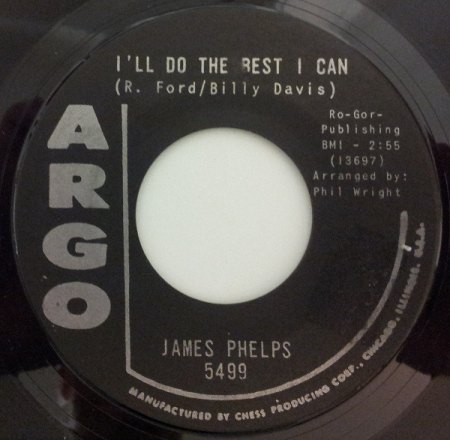 I'LL DO THE BEST I CAN
(R. Ford/Billy Davis)
Ro-Gor-
Publishing
BMI - 2:55
(13697)
Arranged by:
Phil Wright
ARGO
JAMES PHELPS
5499
MANUFACTURED BY CHESS PRODUCING CORP., CHICAGO, ILLINOIS, U.S.A.